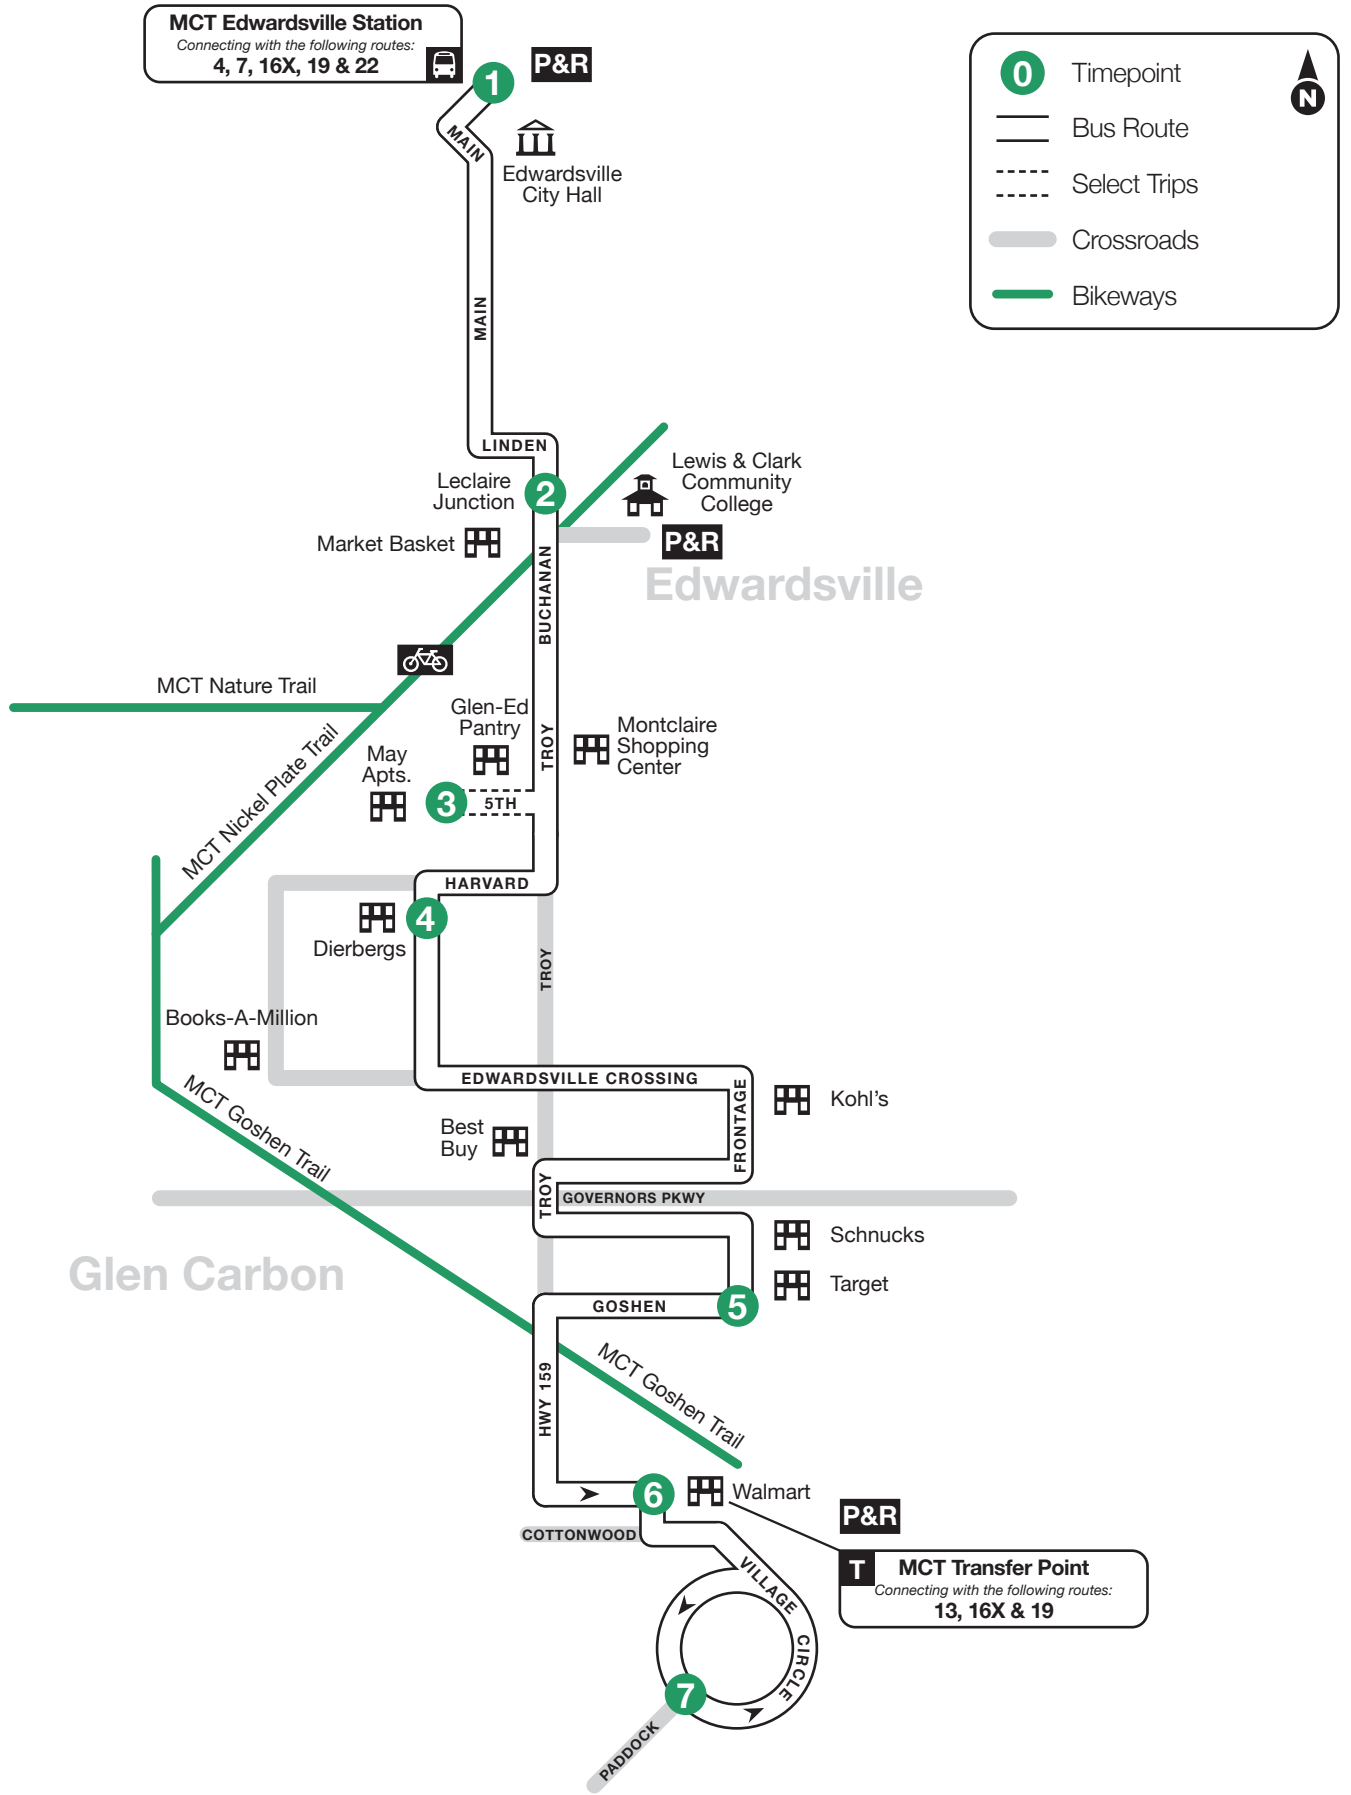 MCT Edwardsville Station
Connecting with the following routes:
4, 7, 16X, 19 & 22
1
P&R
0
Timepoint
N
Bus Route
Select Trips
Crossroads
Bikeways
MAIN
Edwardsville
City Hall
MAIN
LINDEN
Leclaire
Junction
2
Lewis & Clark
Community
College
Market Basket
P&R
BUCHANAN
Edwardsville
MCT Nature Trail
MCT Nickel Plate Trail
Glen-Ed
Pantry
TROY
Montclaire
Shopping
Center
May
Apts.
3
5TH
HARVARD
4
Dierbergs
TROY
Books-A-Million
EDWARDSVILLE CROSSING
FRONTAGE
Kohl's
MCT Goshen Trail
Best
Buy
TROY
GOVERNORS PKWY
Schnucks
Glen Carbon
Target
GOSHEN
5
HWY 159
MCT Goshen Trail
6
Walmart
P&R
COTTONWOOD
T
MCT Transfer Point
Connecting with the following routes:
13, 16X & 19
VILLAGE
CIRCLE
7
PADDOCK